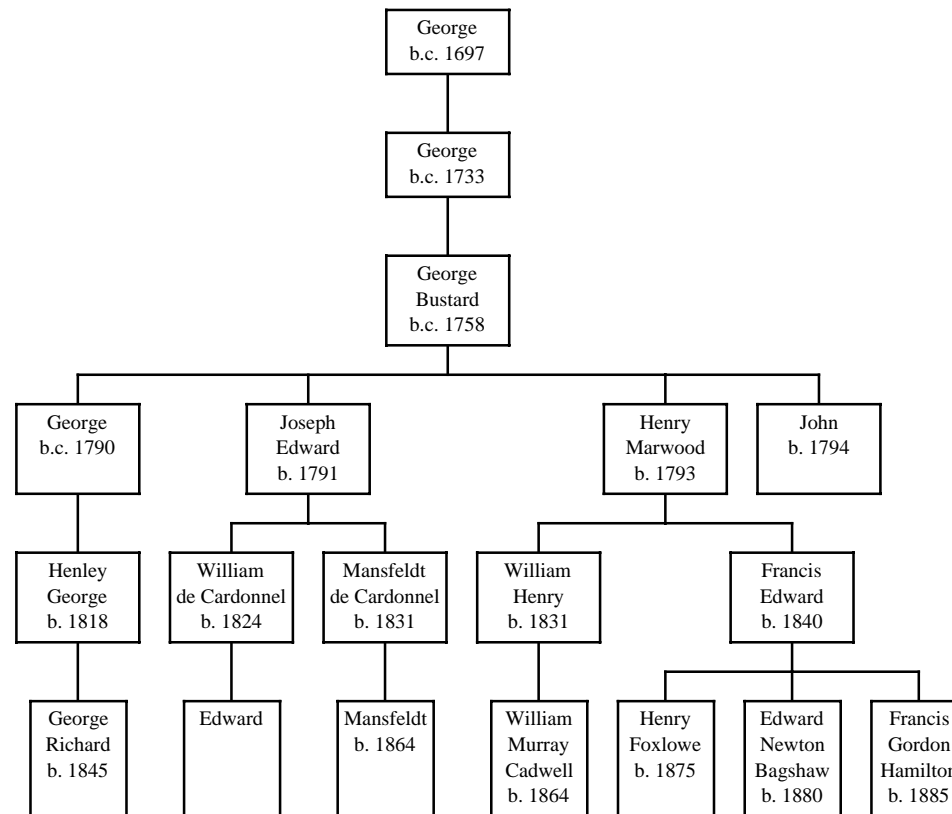 George
b.c. 1697
George
b.c. 1733
George
Bustard
b.c. 1758
George
b.c. 1790
Joseph
Edward
b. 1791
Henry
Marwood
b. 1793
John
b. 1794
Henley
George
b. 1818
William
de Cardonnel
b. 1824
Mansfeldt
de Cardonnel
b. 1831
William
Henry
b. 1831
Francis
Edward
b. 1840
George
Richard
b. 1845
Edward
Mansfeldt
b. 1864
William
Murray
Cadwell
b. 1864
Henry
Foxlowe
b. 1875
Edward
Newton
Bagshaw
b. 1880
Francis
Gordon
Hamilton
b. 1885